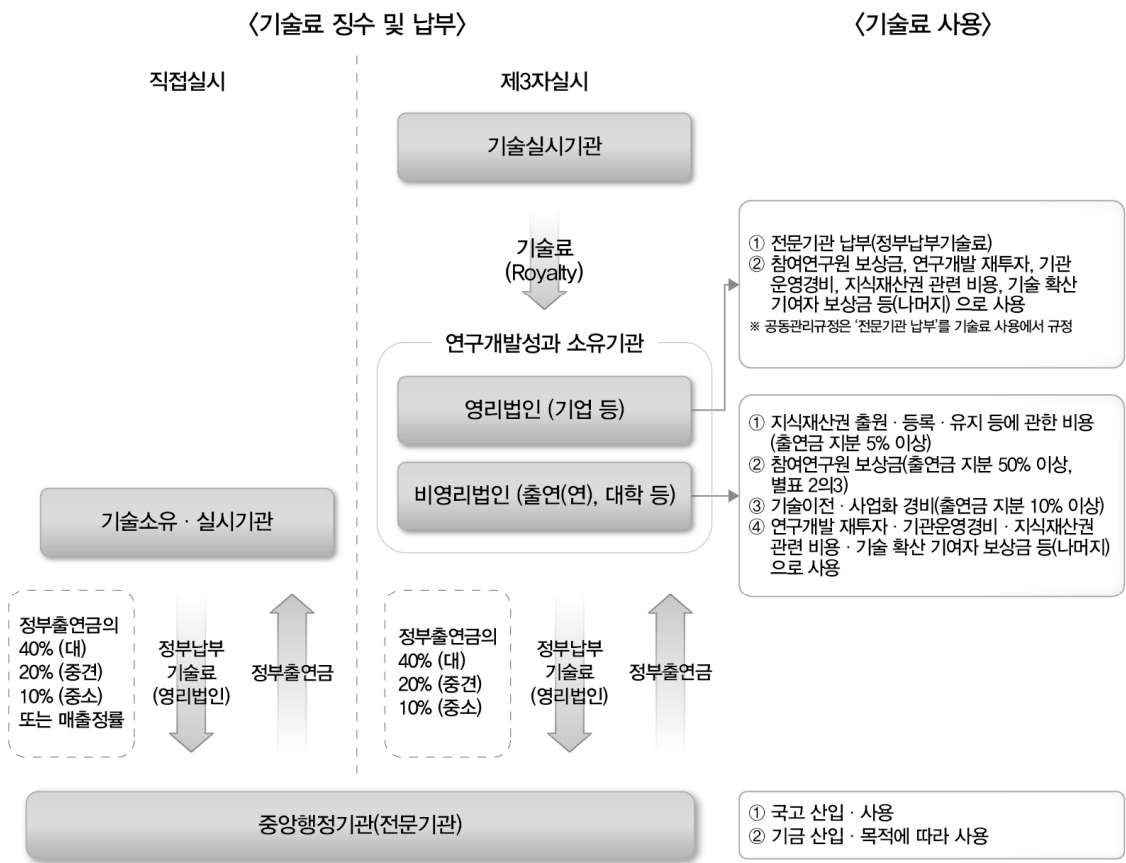 〈기술료 징수 및 납부〉
〈기술료 사용〉
직접실시
제3자실시
기술실시기관
기술료
(Royalty)
① 전문기관 납부(정부납부기술료)
② 참여연구원 보상금, 연구개발 재투자, 기관
운영경비, 지식재산권 관련 비용, 기술 확산
기여자 보상금 등(나머지) 으로 사용
※ 공동관리규정은 ‘전문기관 납부’를 기술료 사용에서 규정
연구개발성과 소유기관
영리법인 (기업 등)
비영리법인 (출연(연), 대학 등)
① 지식재산권 출원 · 등록 · 유지 등에 관한 비용
(출연금 지분 5% 이상)
② 참여연구원 보상금(출연금 지분 50% 이상,
별표 2의3)
③ 기술이전 · 사업화 경비(출연금 지분 10% 이상)
④ 연구개발 재투자 · 기관운영경비 · 지식재산권
관련 비용 · 기술 확산 기여자 보상금 등(나머지)
으로 사용
기술소유 · 실시기관
정부출연금의
40% (대)
20% (중견)
10% (중소)
또는 매출정률
정부납부
기술료
(영리법인)
정부출연금
정부출연금의
40% (대)
20% (중견)
10% (중소)
정부납부
기술료
(영리법인)
정부출연금
중앙행정기관(전문기관)
① 국고 산입 · 사용
② 기금 산입 · 목적에 따라 사용